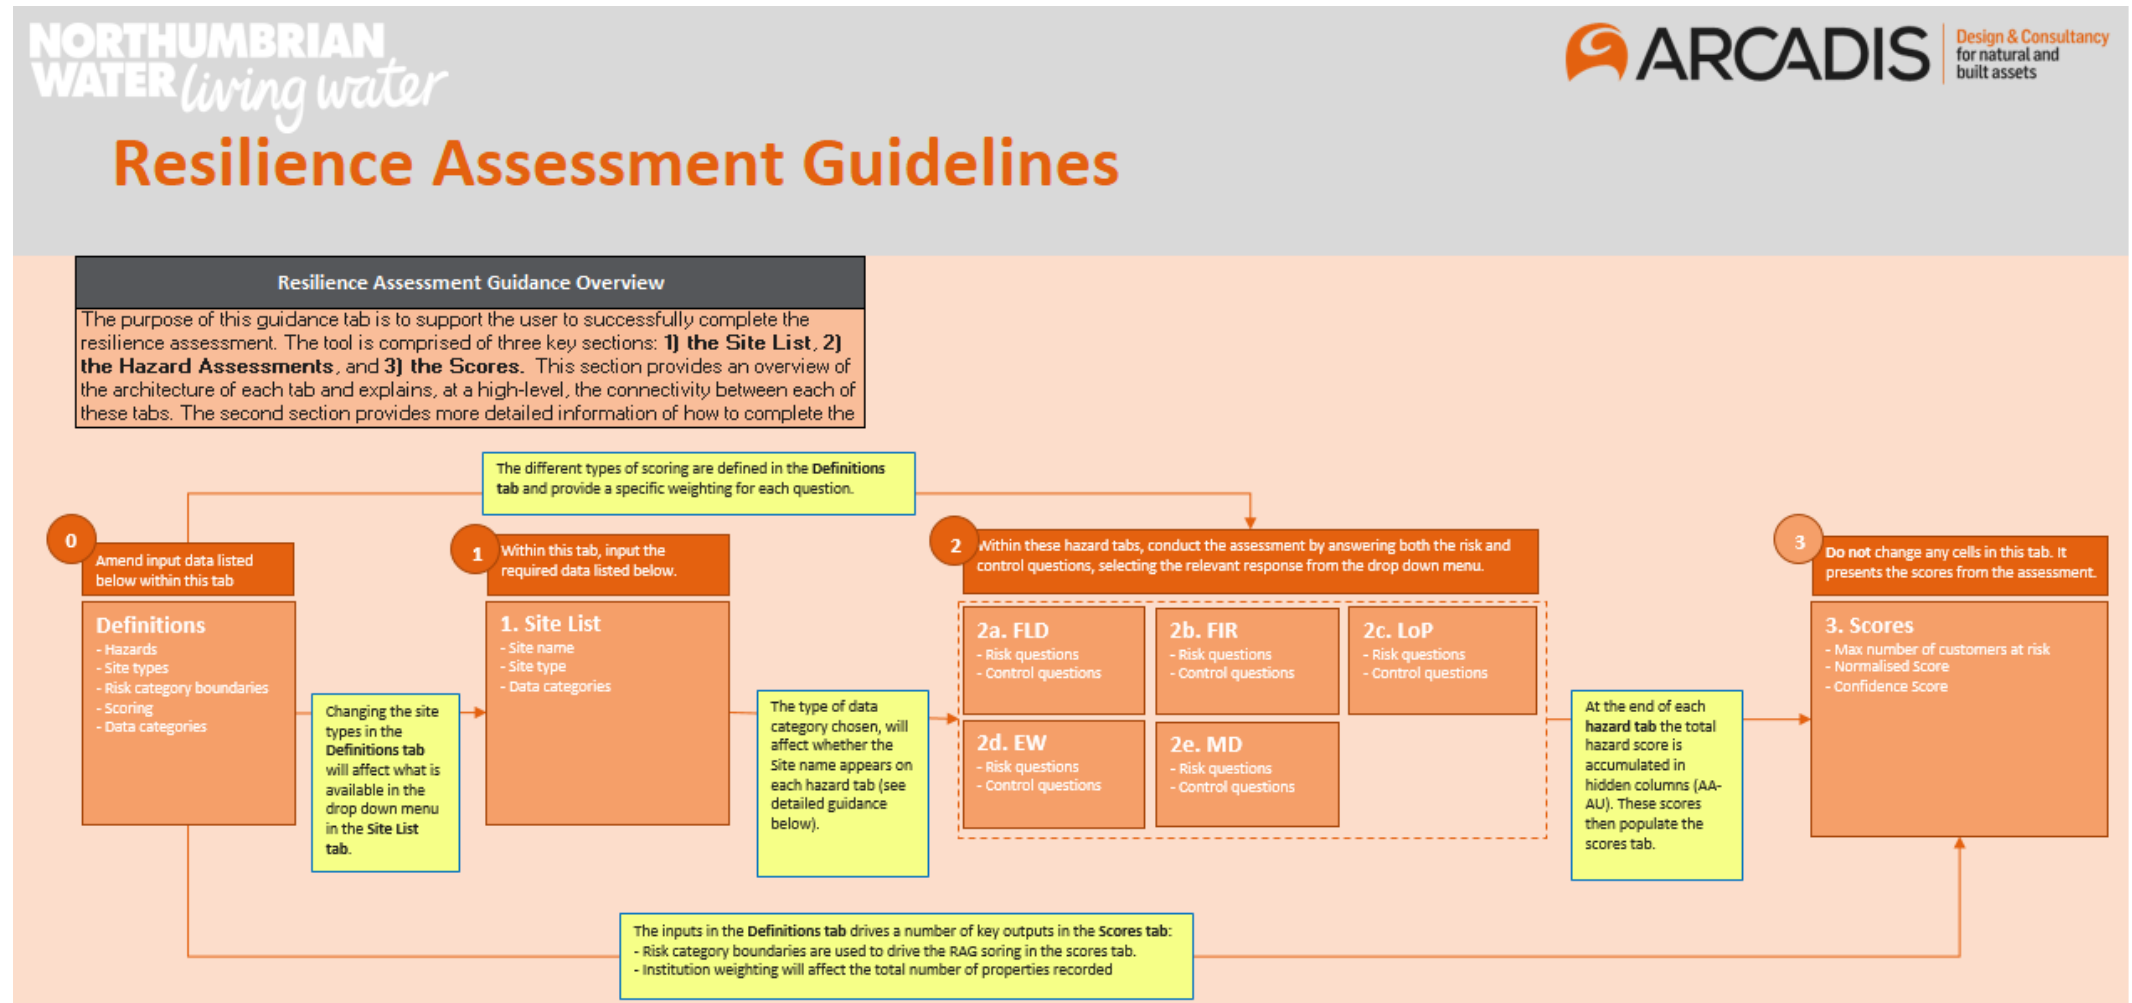 NORTHUMBRIAN
WATER living water
ARCADIS
Design & Consultancy
for natural and
built assets
Resilience Assessment Guidelines
Resilience Assessment Guidance Overview
The purpose of this guidance tab is to support the user to successfully complete the
resilience assessment. The tool is comprised of three key sections: 1) the Site List, 2)
the Hazard Assessments, and 3) the Scores. This section provides an overview of
the architecture of each tab and explains, at a high-level, the connectivity between each of
these tabs. The second section provides more detailed information of how to complete the
The different types of scoring are defined in the Definitions
tab and provide a specific weighting for each question.
0
Amend input data listed
below within this tab
Definitions
- Hazards
- Site types
- Risk category boundaries
- Scoring
- Data categories
Changing the site
types in the
Definitions tab
will affect what is
available in the
drop down menu
in the Site List
tab.
1
Within this tab, input the
required data listed below.
1. Site List
- Site name
- Site type
- Data categories
The type of data
category chosen, will
affect whether the
Site name appears on
each hazard tab (see
detailed guidance
below).
2
Within these hazard tabs, conduct the assessment by answering both the risk and
control questions, selecting the relevant response from the drop down menu.
2a. FLD
- Risk questions
- Control questions
2b. FIR
- Risk questions
- Control questions
2c. LoP
- Risk questions
- Control questions
2d. EW
- Risk questions
- Control questions
2e. MD
- Risk questions
- Control questions
At the end of each
hazard tab the total
hazard score is
accumulated in
hidden columns (AA-
AU). These scores
then populate the
scores tab.
3
Do not change any cells in this tab. It
presents the scores from the assessment.
3. Scores
- Max number of customers at risk
- Normalised Score
- Confidence Score
The inputs in the Definitions tab drives a number of key outputs in the Scores tab:
- Risk category boundaries are used to drive the RAG soring in the scores tab.
- Institution weighting will affect the total number of properties recorded